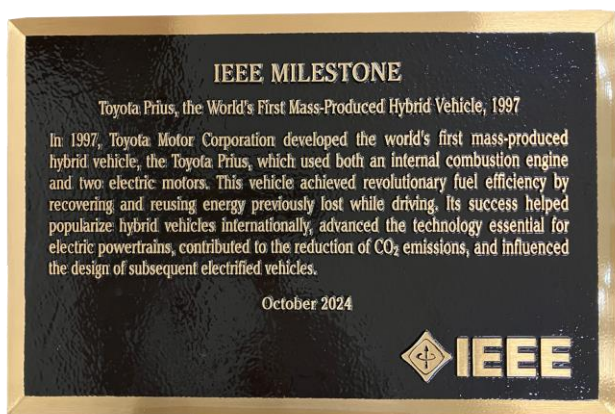 IEEE MILESTONE
Toyota Prius, the World's First Mass-Produced Hybrid Vehicle, 1997
In 1997, Toyota Motor Corporation developed the world's first mass-produced
hybrid vehicle, the Toyota Prius, which used both an internal combustion engine
and two electric motors. This vehicle achieved revolutionary fuel efficiency by
recovering and reusing energy previously lost while driving. Its success helped
popularize hybrid vehicles internationally, advanced the technology essential for
electric powertrains, contributed to the reduction of CO₂ emissions, and influenced
the design of subsequent electrified vehicles.
October 2024
IEEE